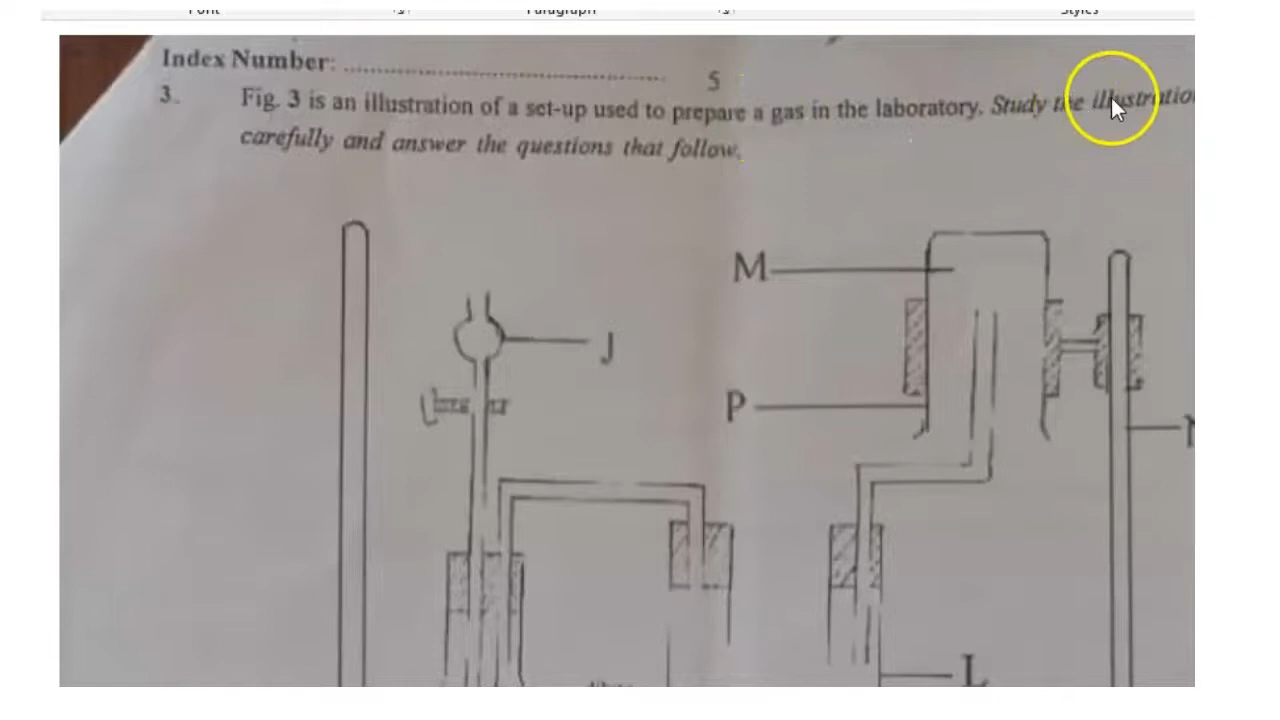 Index Number: ........................................................
5
3. Fig. 3 is an illustration of a set-up used to prepare a gas in the laboratory. Study the illustratio
carefully and answer the questions that follow.
M
J
P
L